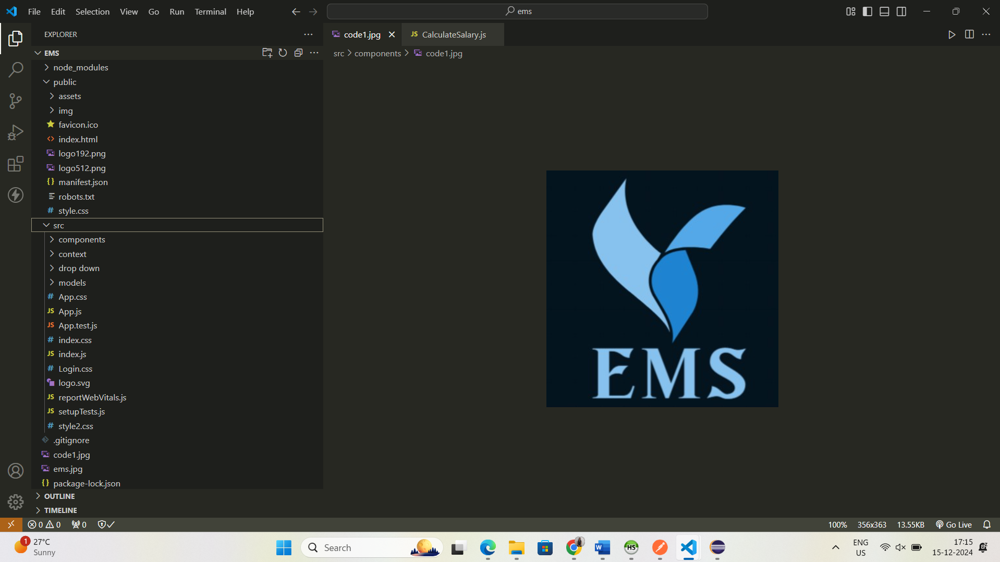 File Edit Selection View Go Run Terminal Help
ems
EXPLORER
EMS
node_modules
public
assets
img
favicon.ico
index.html
logo192.png
logo512.png
manifest.json
robots.txt
style.css
src
components
context
drop down
models
App.css
App.js
App.test.js
index.css
index.js
Login.css
logo.svg
reportWebVitals.js
setupTests.js
style2.css
.gitignore
code1.jpg
ems.jpg
package-lock.json
OUTLINE
TIMELINE
code1.jpg JS CalculateSalary.js
src > components > code1.jpg
EMS
0 0 0
100% 356x363 13.55KB Go Live
1 27°C
Sunny
Search
W HS
ENG
US
17:15
15-12-2024